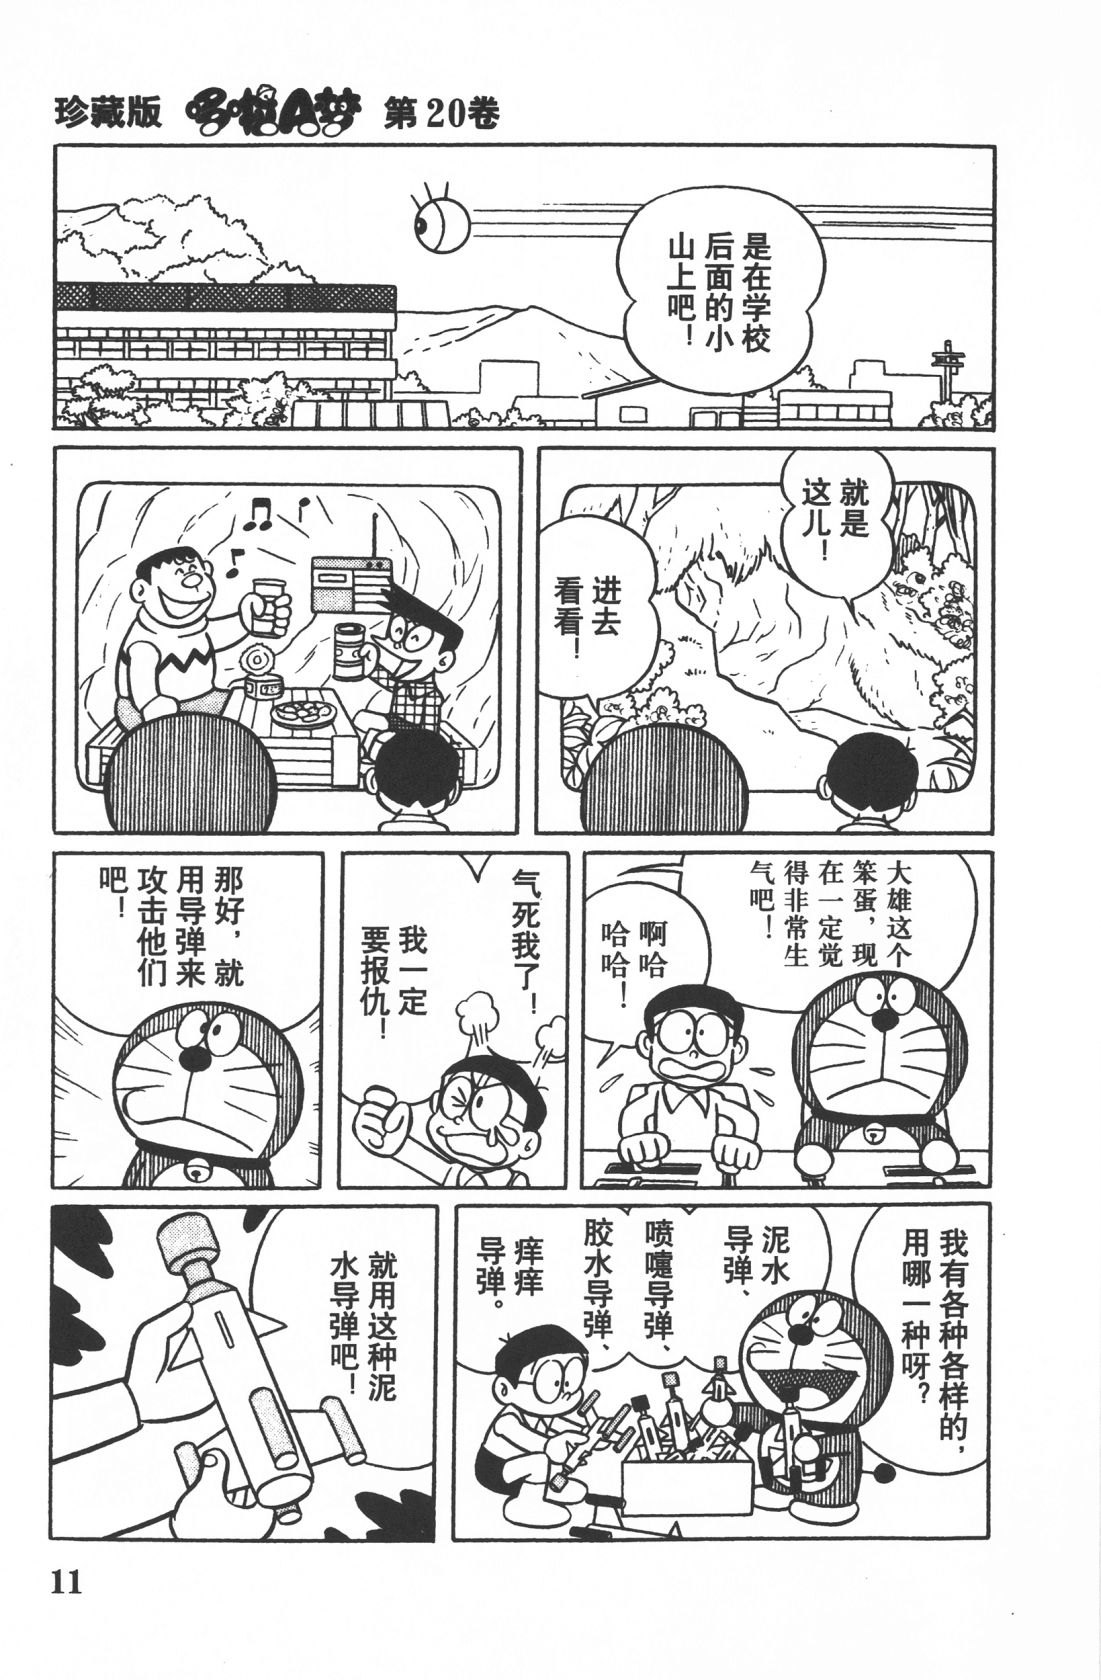 珍藏版 哆啦A梦 第20卷
是在学校
后面的小
山上吧！
就是
这儿！
进去
看看！
大雄这个
笨蛋，现
在一定觉
得非常生
气吧！
啊哈
哈哈！
气死我了！
我一定
要报仇！
那好，就
用导弹来
攻击他们
吧！
我有各种各样的，
用哪一种呀？
泥水
导弹、
喷嚏导弹、
胶水导弹、
痒痒
导弹。
就用这种泥
水导弹吧！
11